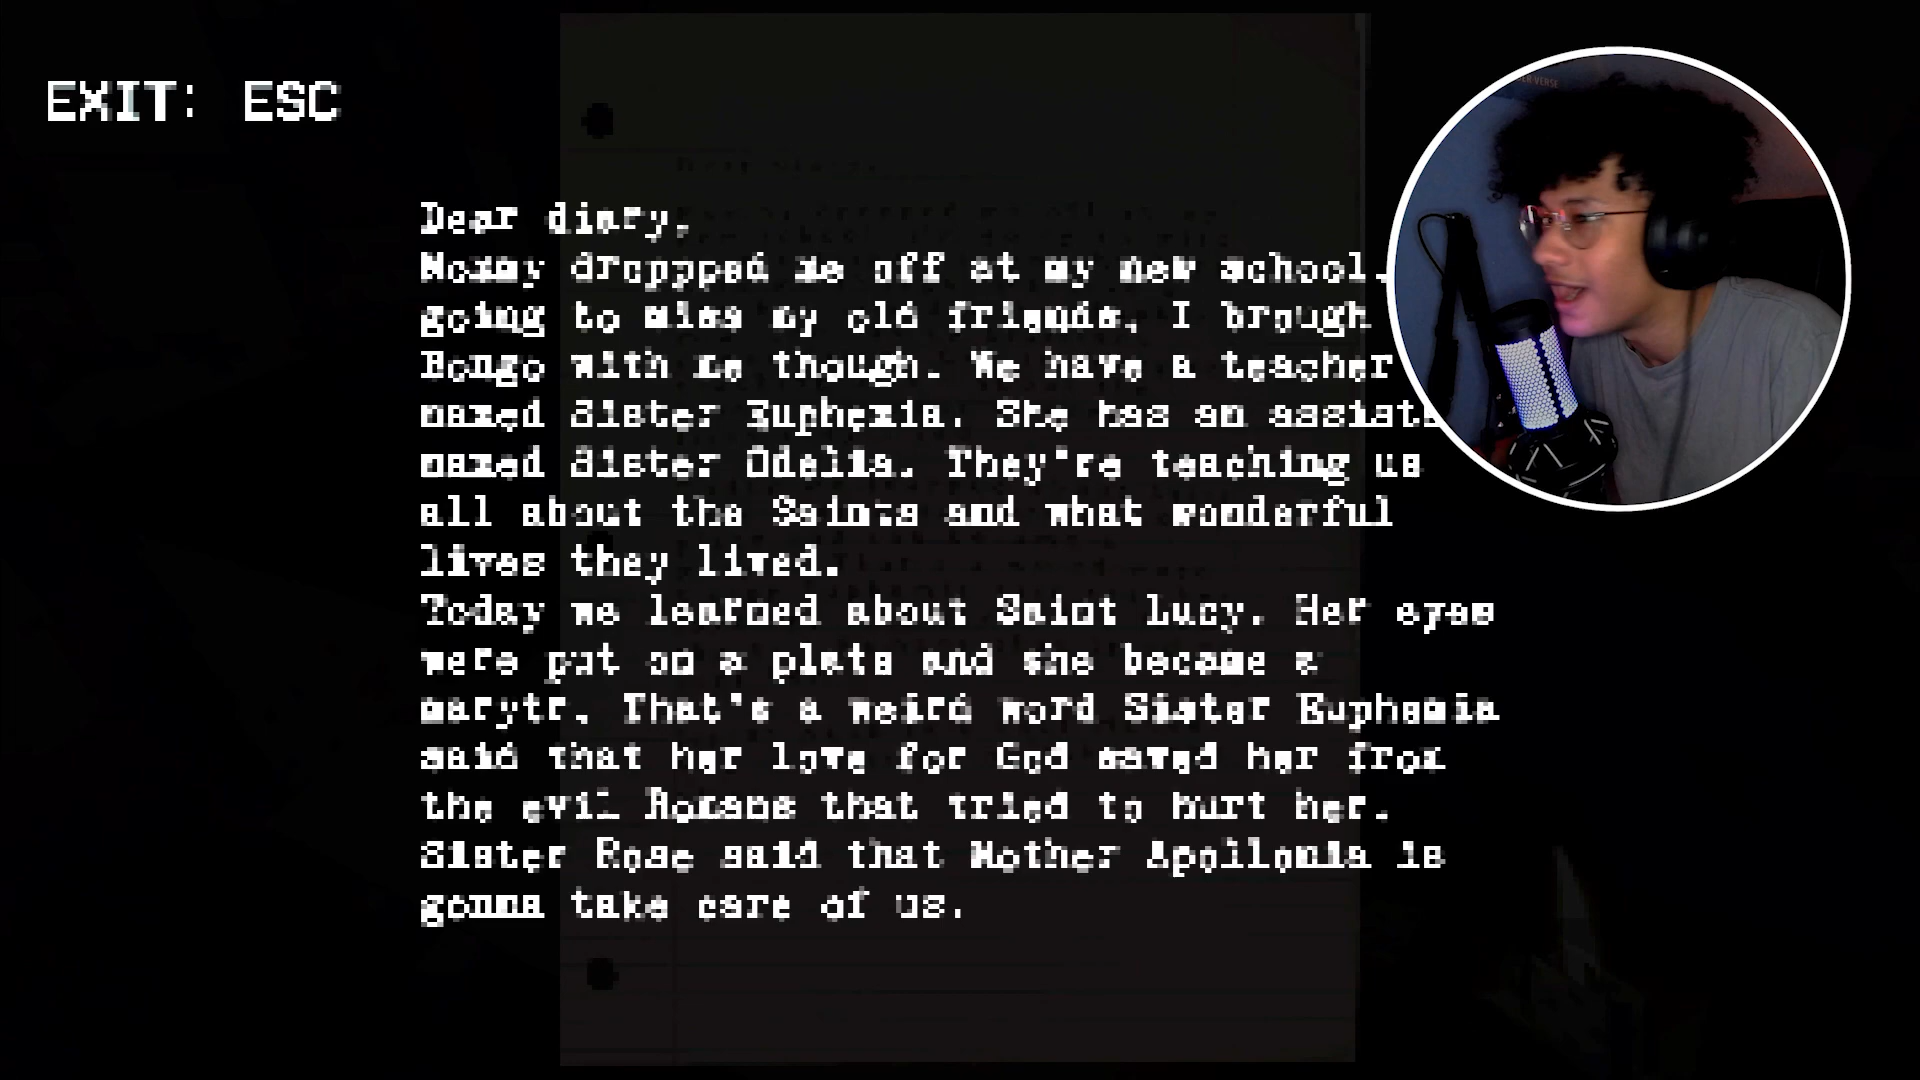 EXIT: ESC
Dear diary,
Mommy droppped me off at my new school.
going to miss my old friends. I brough
Bongo with me though. We have a teacher
named Sister Euphemia. She has an assist
named Sister Odelia. They're teaching us
all about the Saints and what wonderful
lives they lived.
Today we learned about Saint Lucy. Her eyes
were put on a plate and she became a
marytr. That's a weird word Sister Euphemia
said that her love for God saved her from
the evil Romans that tried to hurt her.
Sister Rose said that Mother Apollonia is
gonna take care of us.